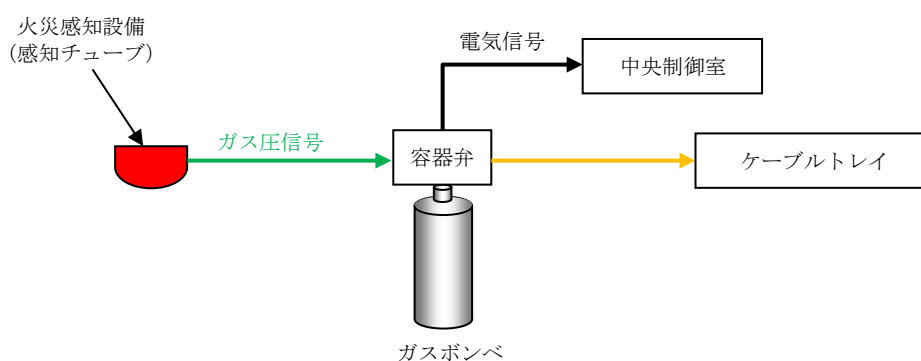 火災感知設備
(感知チューブ)
電気信号
中央制御室
ガス圧信号
容器弁
ケーブルトレイ
ガスボンベ